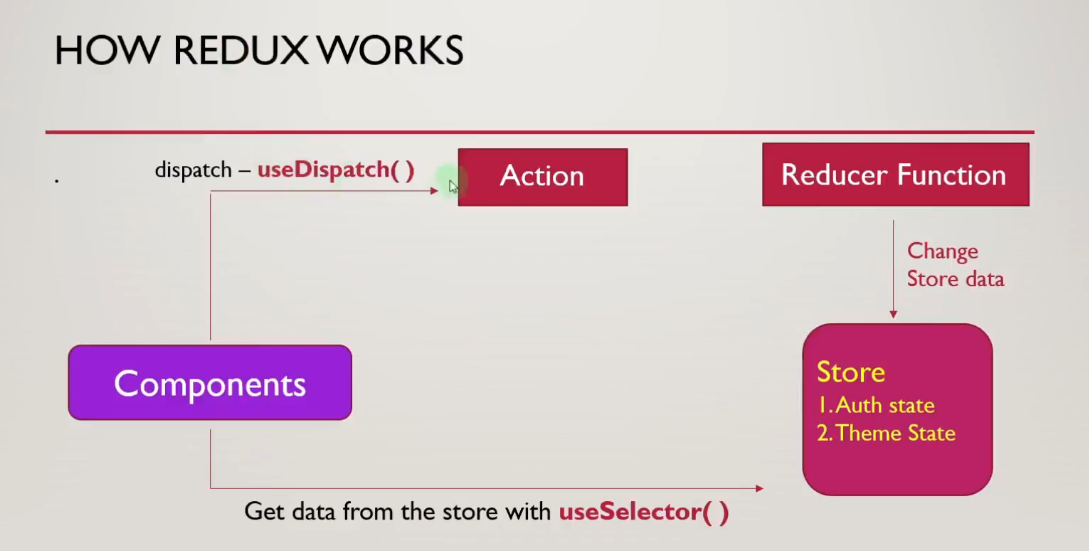 HOW REDUX WORKS
.
dispatch – useDispatch( )
Action
Reducer Function
Change
Store data
Components
Store
1. Auth state
2. Theme State
Get data from the store with useSelector( )